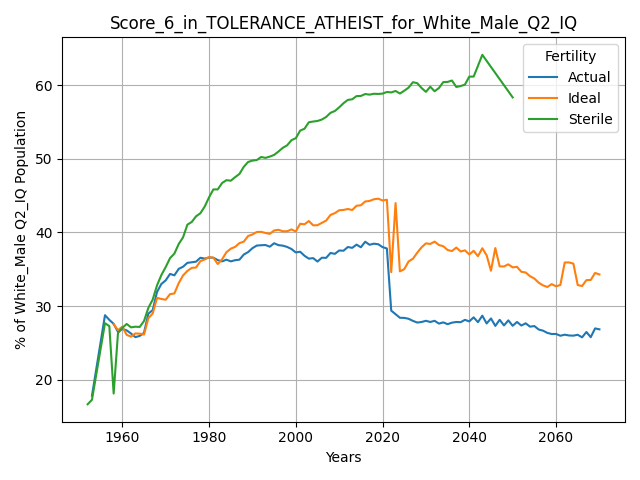 Score_6_in_TOLERANCE_ATHEIST_for_White_Male_Q2_IQ
Fertility
Actual
Ideal
Sterile
% of White_Male Q2_IQ Population
60
50
40
30
20
1960
1980
2000
2020
2040
2060
Years